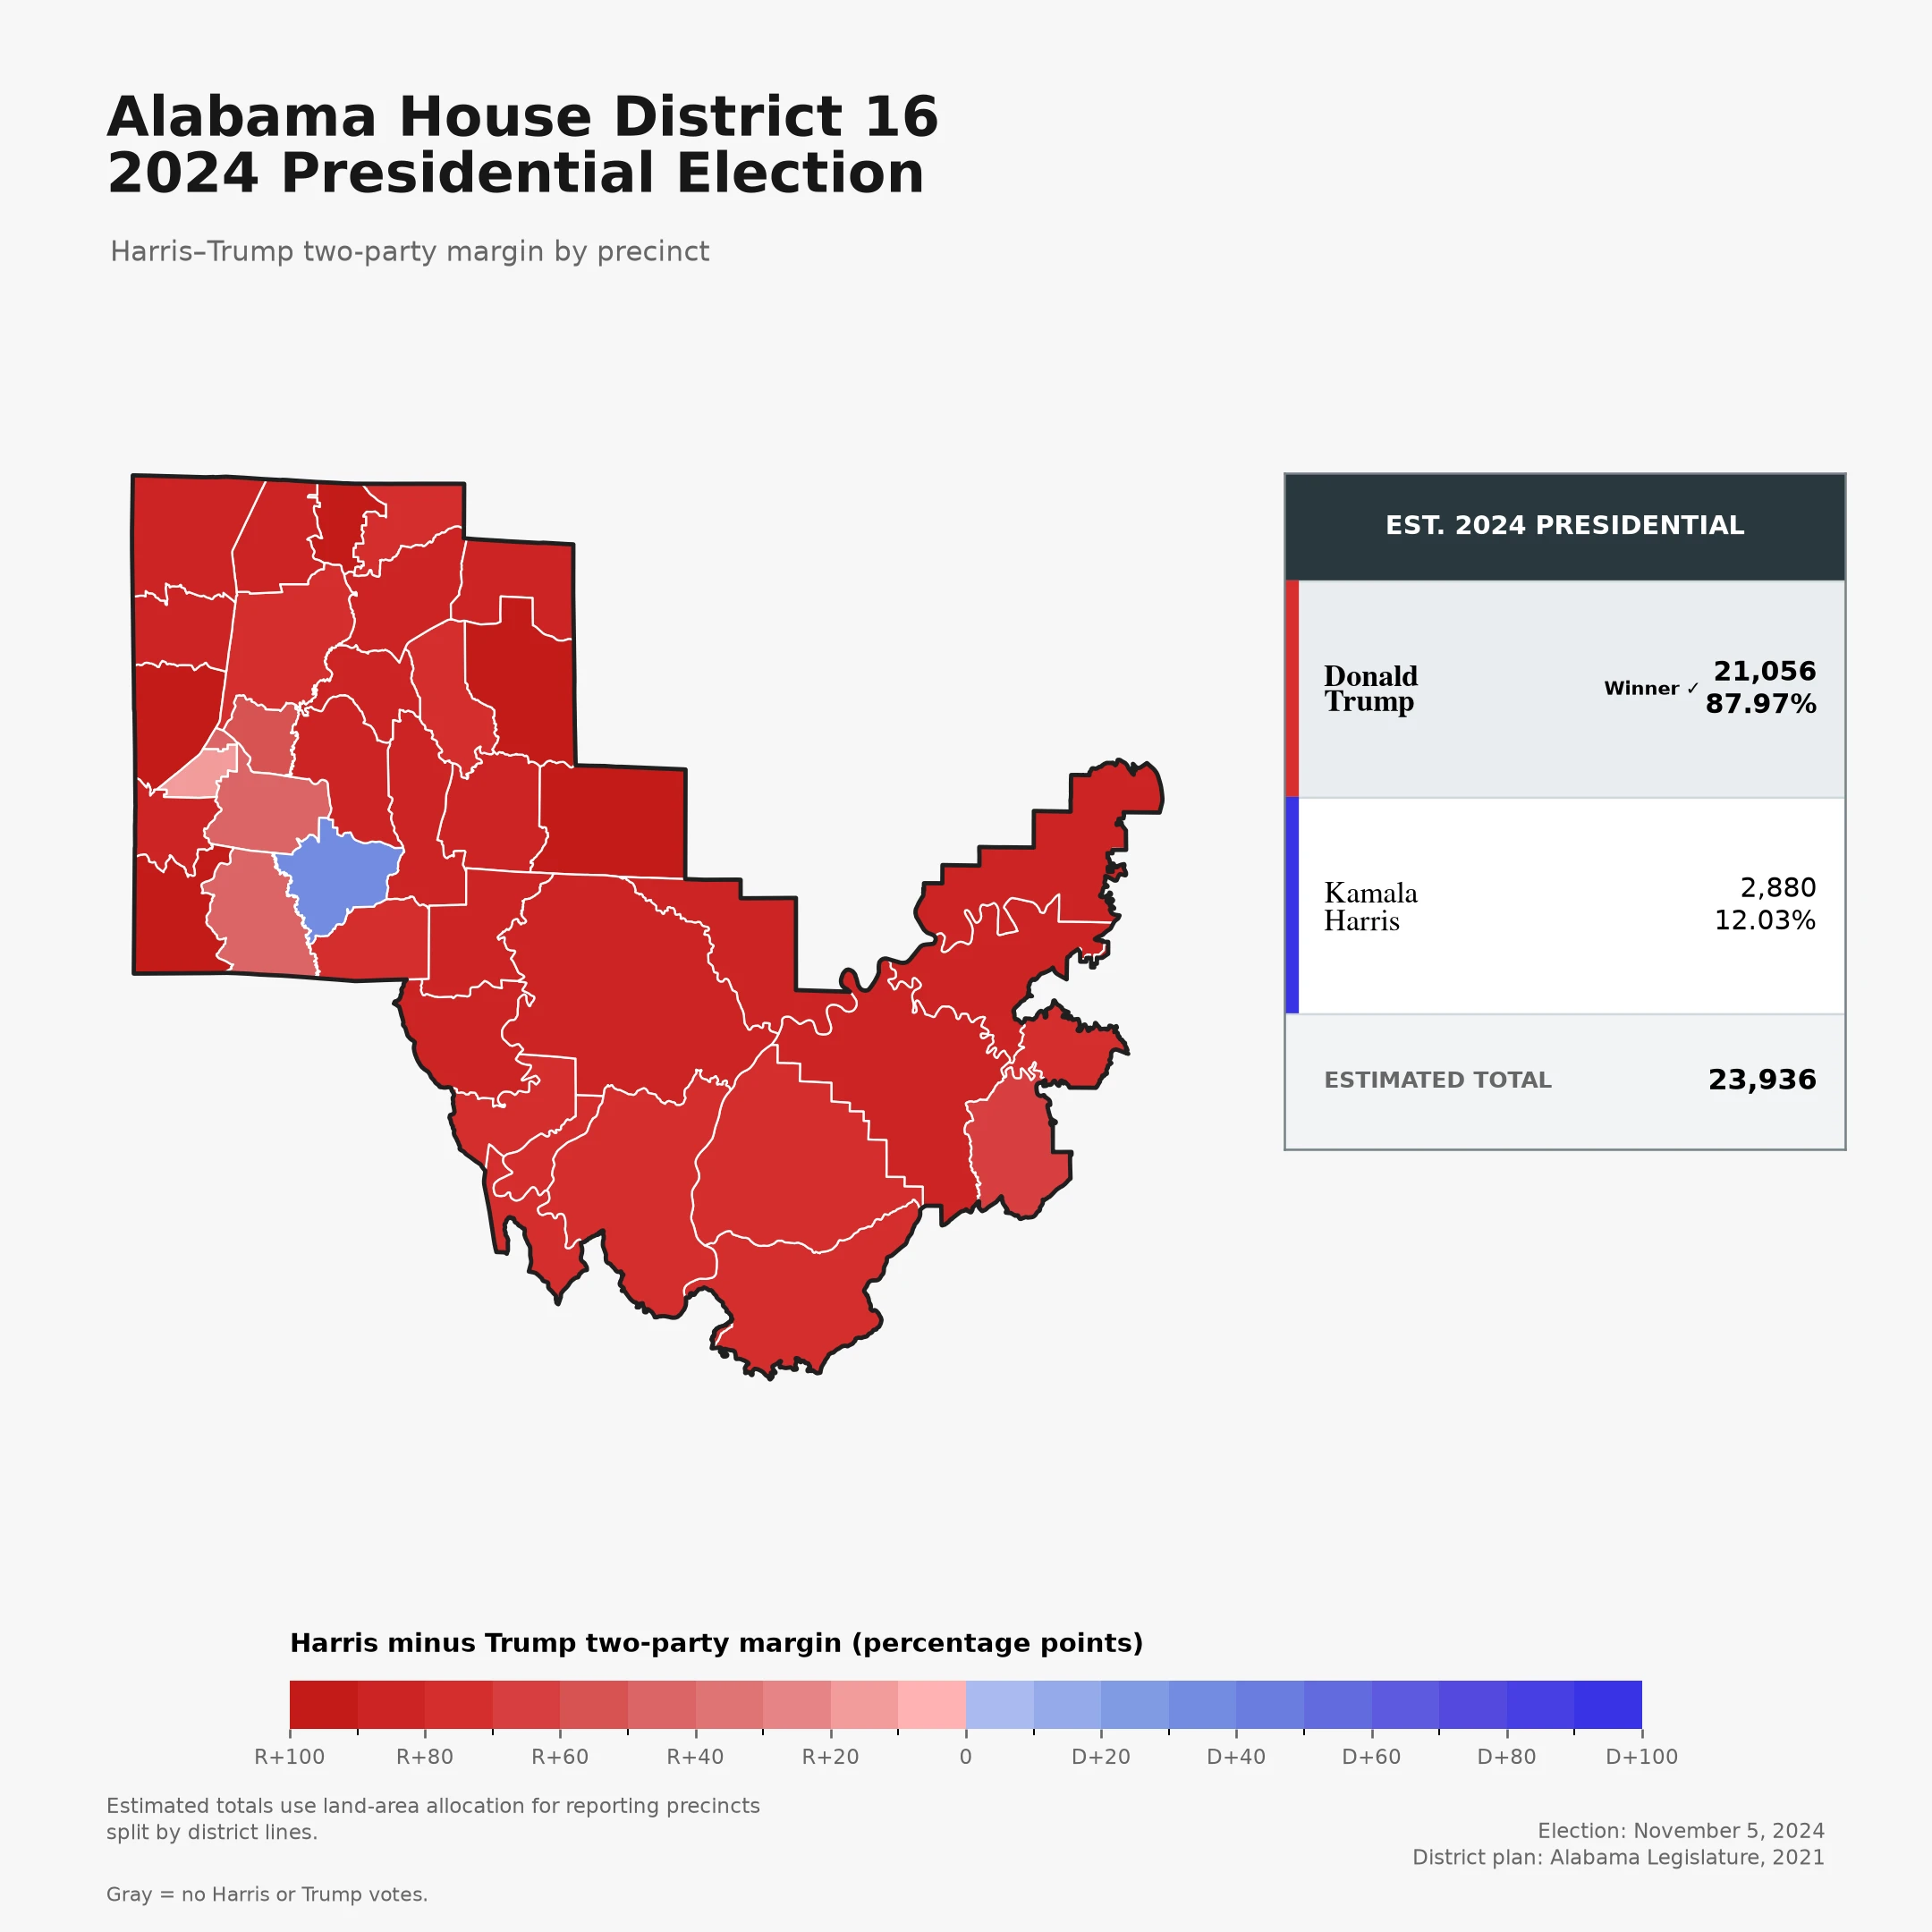 Alabama House District 16
2024 Presidential Election
Harris–Trump two-party margin by precinct
EST. 2024 PRESIDENTIAL
Donald
Trump
Winner ✓
21,056
87.97%
Kamala
Harris
2,880
12.03%
ESTIMATED TOTAL
23,936
Harris minus Trump two-party margin (percentage points)
R+100 R+80 R+60 R+40 R+20 0 D+20 D+40 D+60 D+80 D+100
Estimated totals use land-area allocation for reporting precincts
split by district lines.
Gray = no Harris or Trump votes.
Election: November 5, 2024
District plan: Alabama Legislature, 2021